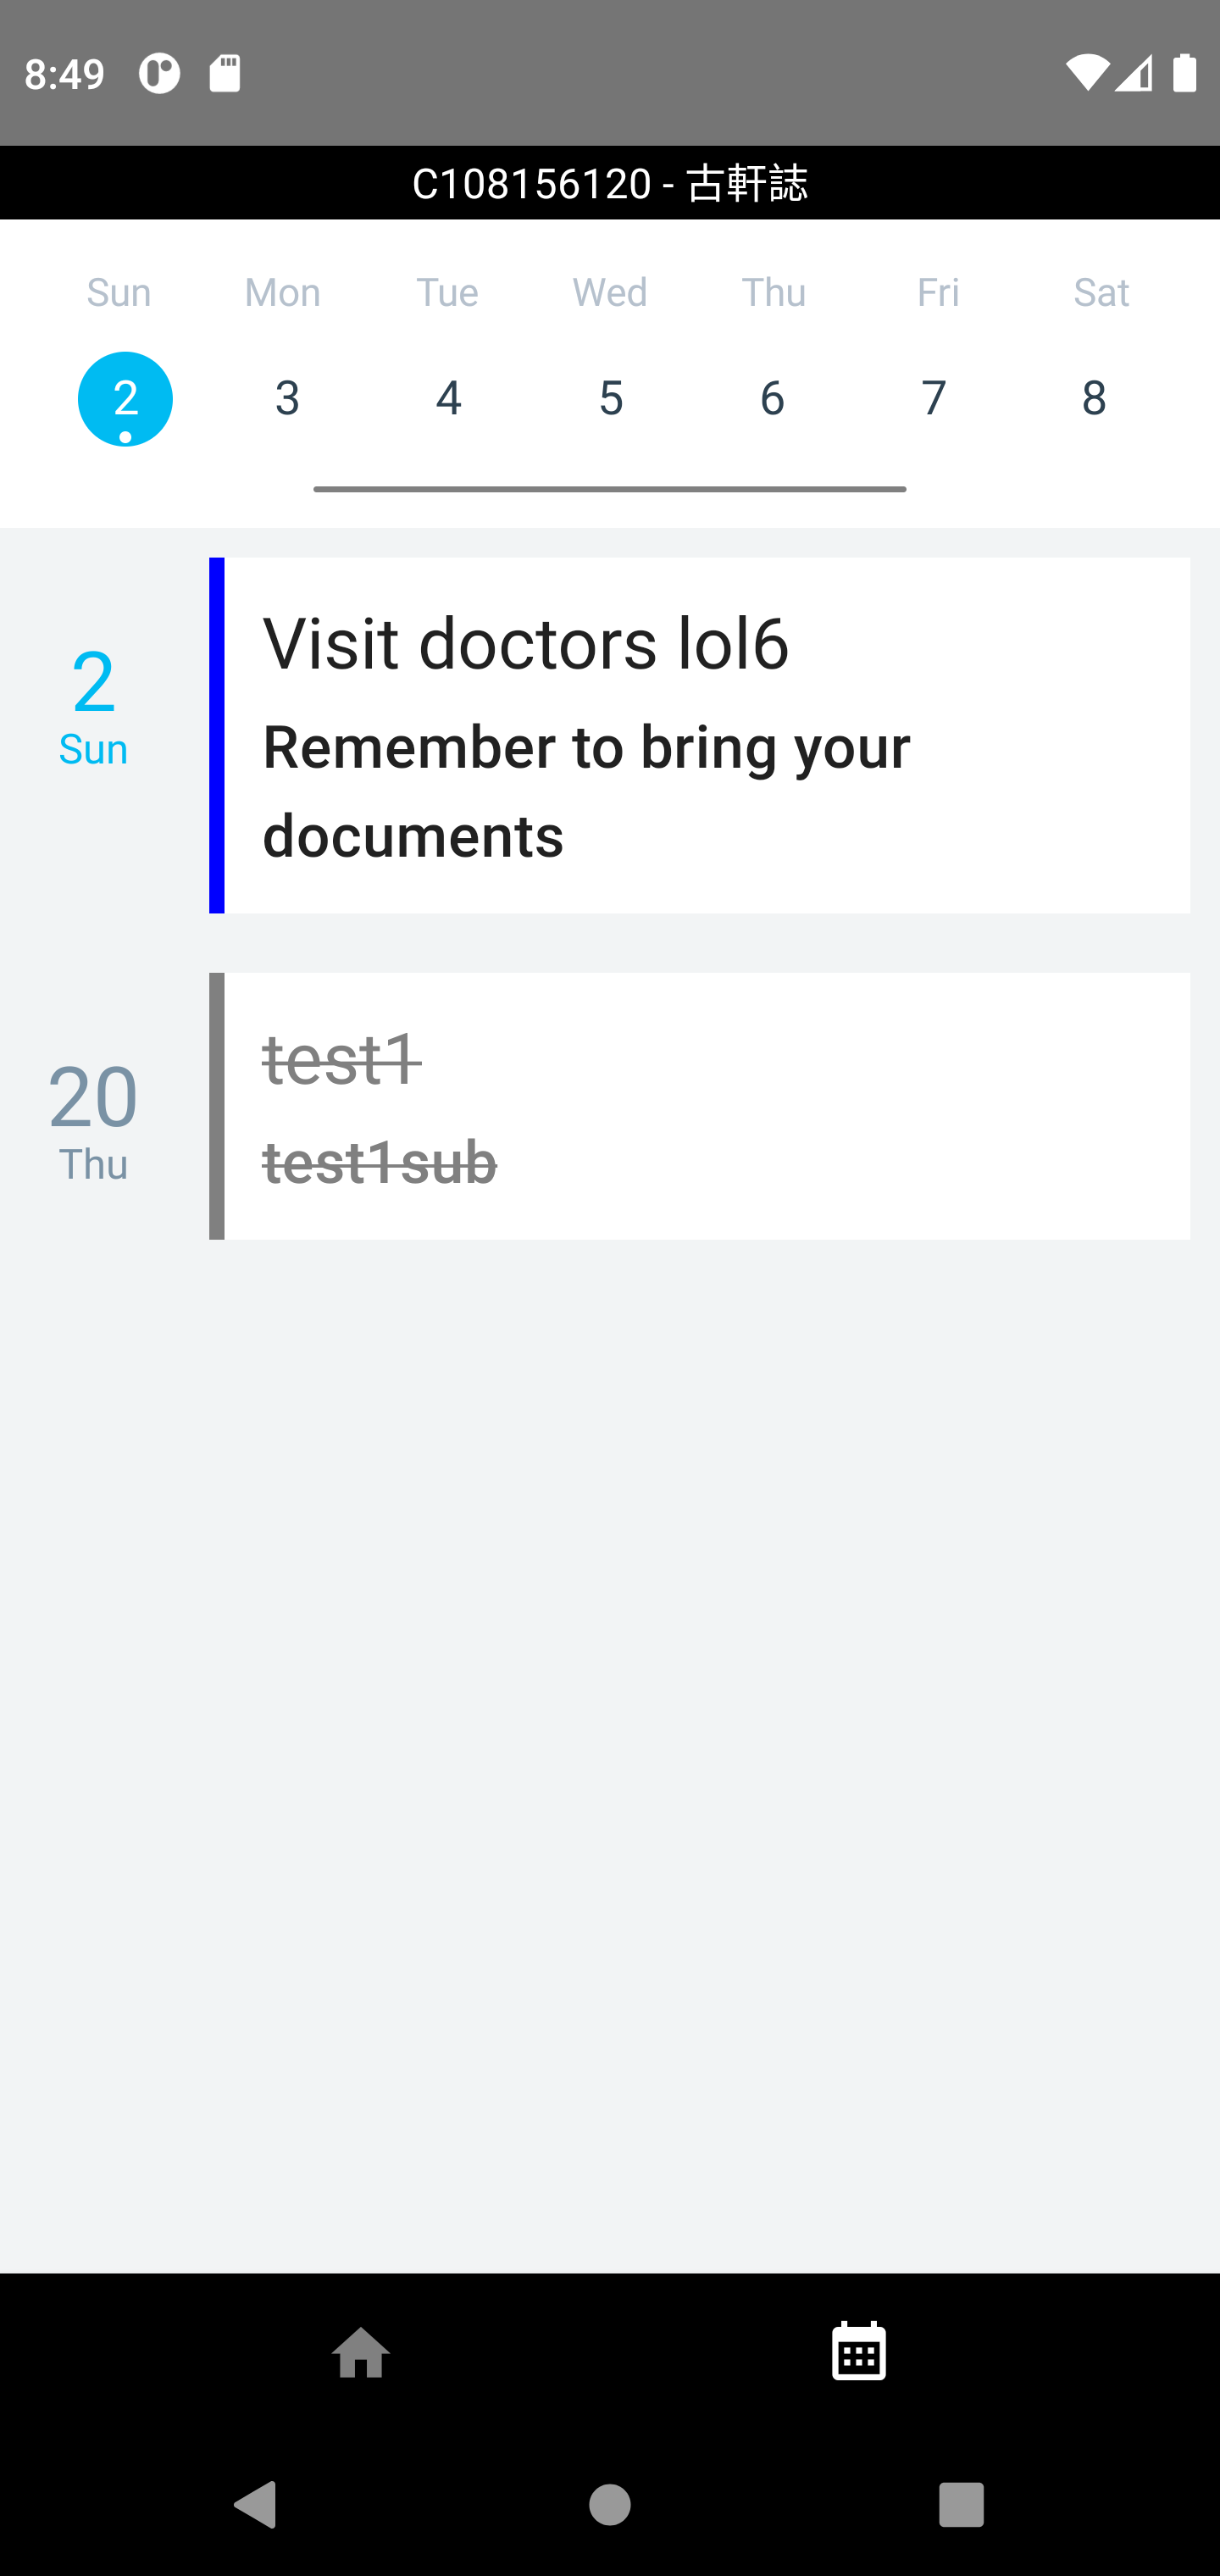 8:49
C108156120 - 古軒誌
Sun Mon Tue Wed Thu Fri Sat
2 3 4 5 6 7 8
2
Sun
Visit doctors lol6
Remember to bring your
documents
20
Thu
test1
test1sub